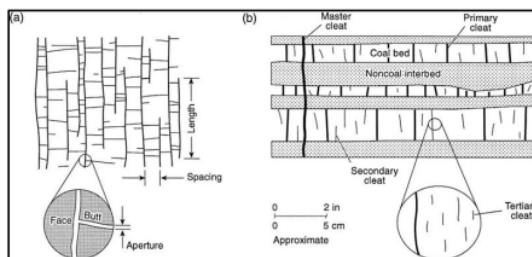 (a)
Length
Spacing
Face
Butt
Aperture
(b)
Master
cleat
Primary
cleat
Coal bed
Noncoal interbed
Secondary
cleat
0 2 in
0 5 cm
Approximate
Tertiar
cleat